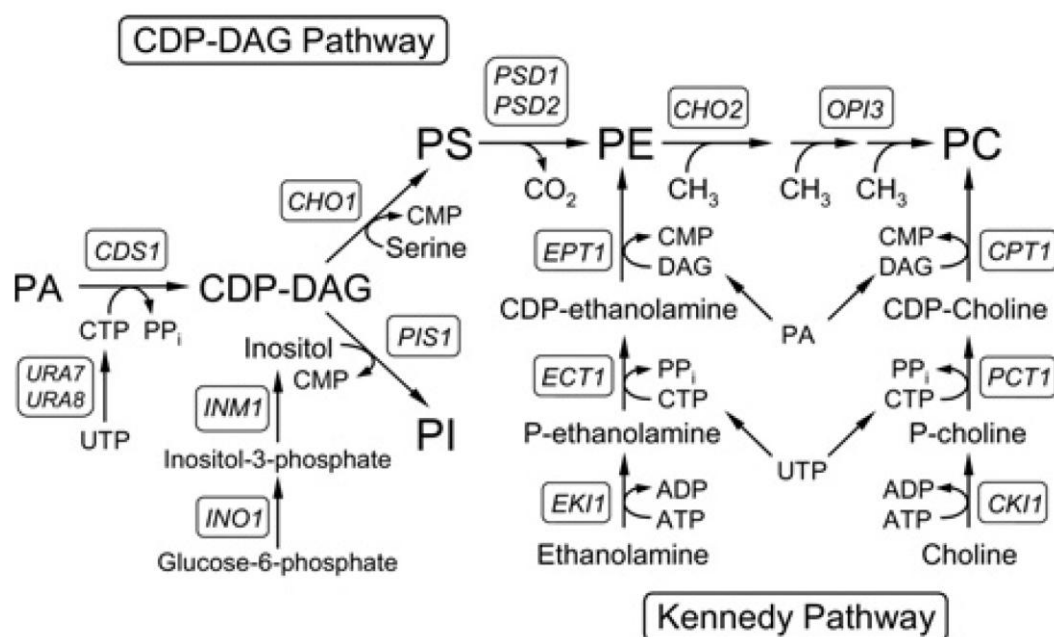 CDP-DAG Pathway
PSD1
PSD2
CHO2
OPI3
PS
PE
PC
CO2
CH3
CH3
CH3
CHO1
CMP
Serine
EPT1
CMP
DAG
CMP
DAG
CPT1
CDS1
PA
CDP-DAG
CDP-ethanolamine
CDP-Choline
CTP
PPi
PA
Inositol
CMP
PIS1
URA7
URA8
INM1
ECT1
PPi
CTP
PPi
CTP
PCT1
UTP
PI
P-ethanolamine
P-choline
Inositol-3-phosphate
UTP
INO1
EKI1
ADP
ATP
ADP
ATP
CKI1
Glucose-6-phosphate
Ethanolamine
Choline
Kennedy Pathway